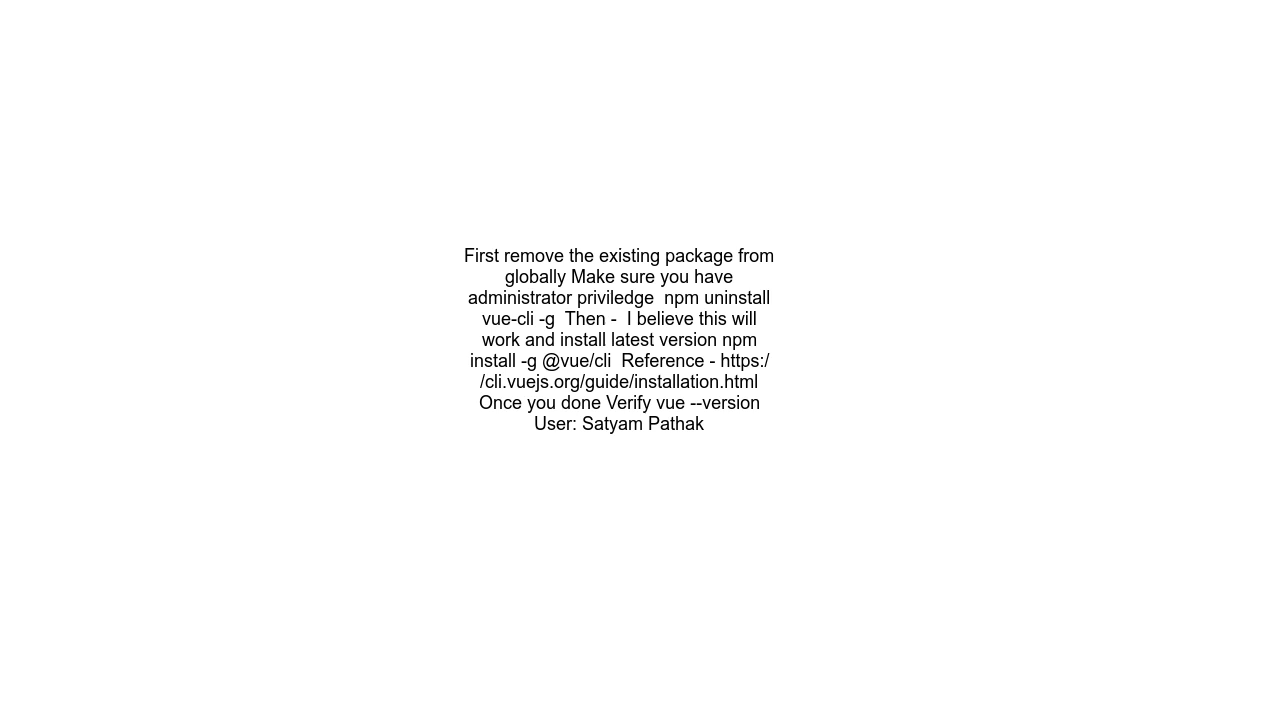 First remove the existing package from
globally Make sure you have
administrator priviledge  npm uninstall
vue-cli -g  Then -  I believe this will
work and install latest version npm
install -g @vue/cli  Reference - https:/
/cli.vuejs.org/guide/installation.html
Once you done Verify vue --version
User: Satyam Pathak